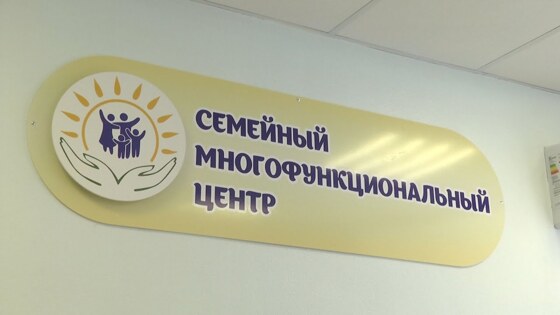 СЕМЕЙНЫЙ
МНОГОФУНКЦИОНАЛЬНЫЙ
ЦЕНТР